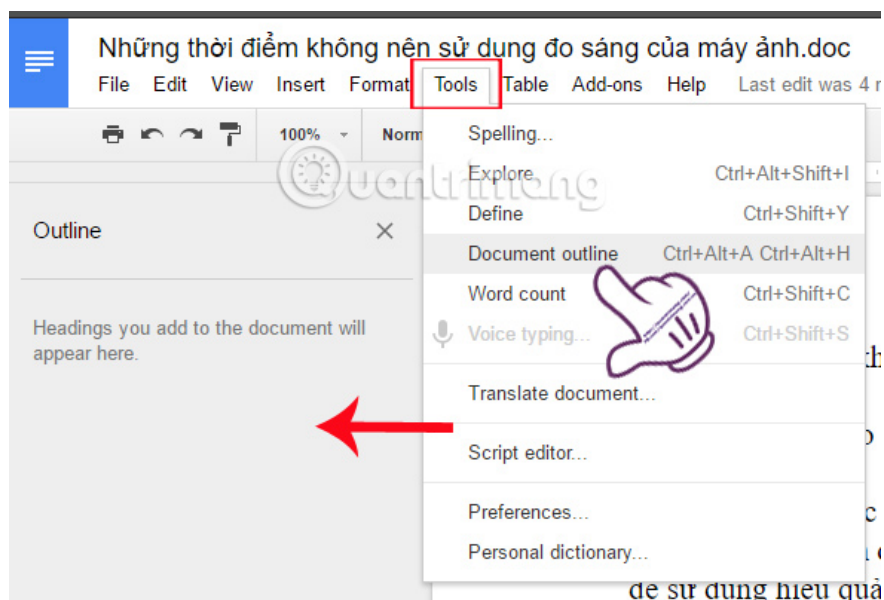 Những thời điểm không nên sử dụng đo sáng của máy ảnh.doc
File Edit View Insert Format Tools Table Add-ons Help Last edit was 4
100% Norm
Quantrimang
Outline
Headings you add to the document will
appear here.
Spelling...
Explore Ctrl+Alt+Shift+I
Define Ctrl+Shift+Y
Document outline Ctrl+Alt+A Ctrl+Alt+H
Word count Ctrl+Shift+C
Voice typing... Ctrl+Shift+S
Translate document...
Script editor...
Preferences...
Personal dictionary...
để sử dụng hiệu quả